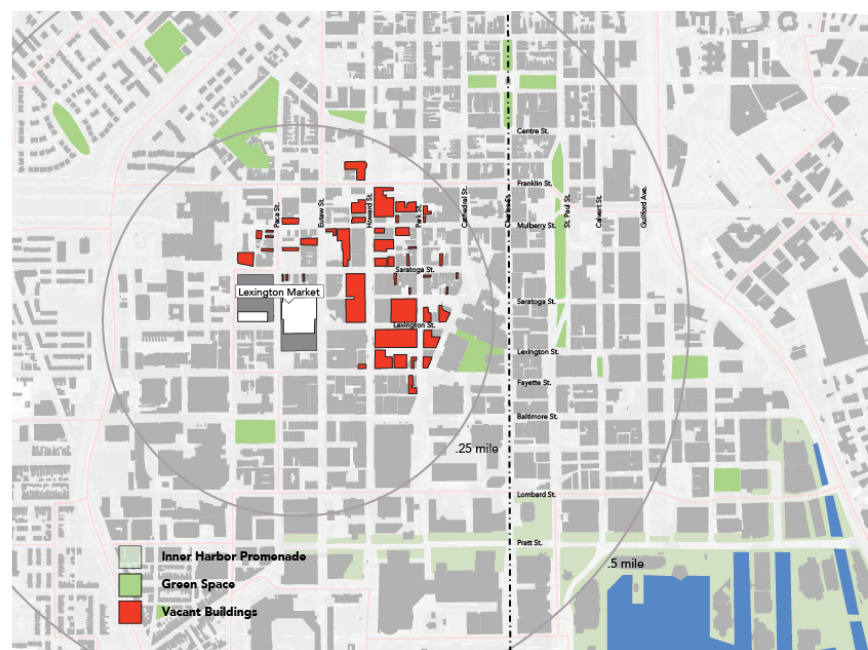 Centre St.
Franklin St.
Paca St.
Eutaw St.
Howard St.
Park St.
Cathedral St.
Charles St.
St. Paul St.
Calvert St.
Guilford Ave.
Mulberry St.
Saratoga St.
Lexington Market
Saratoga St.
Lexington St.
Lexington St.
Fayette St.
Baltimore St.
.25 mile
Lombard St.
Pratt St.
.5 mile
Inner Harbor Promenade
Green Space
Vacant Buildings